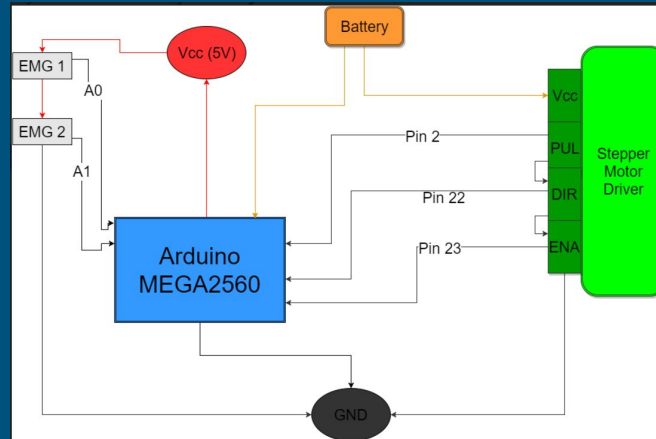 Battery
Vcc (5V)
EMG 1
A0
EMG 2
A1
Vcc
Pin 2
PUL
Stepper
Motor
Driver
Pin 22
DIR
Arduino
MEGA2560
Pin 23
ENA
GND